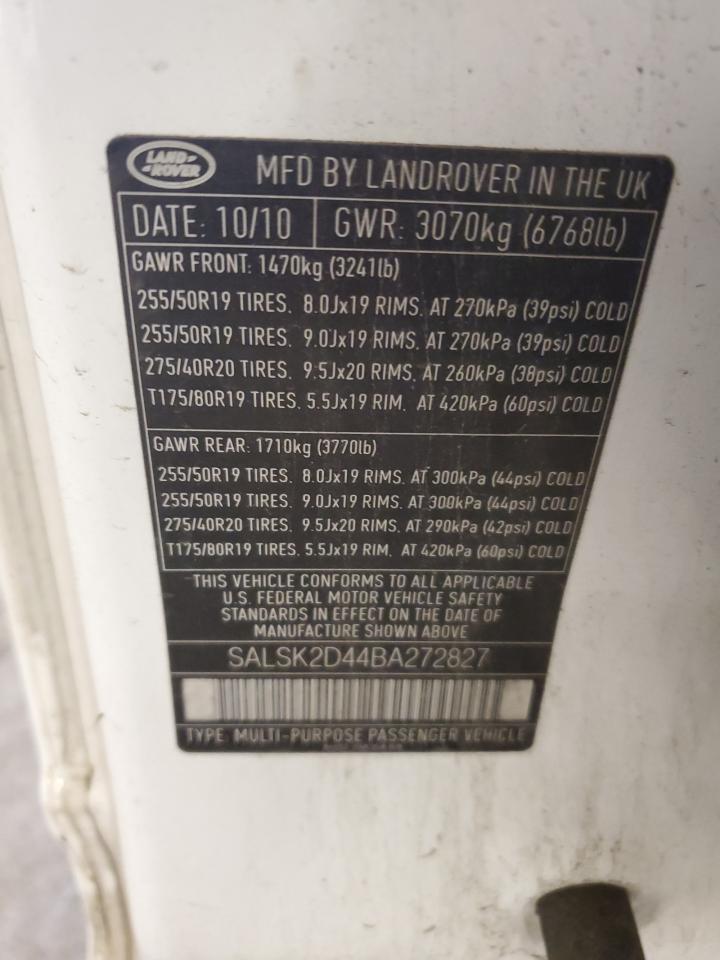 LAND-
-ROVER
MFD BY LANDROVER IN THE UK
DATE: 10/10 GWR: 3070kg (6768lb)
GAWR FRONT: 1470kg (3241lb)
255/50R19 TIRES. 8.0Jx19 RIMS. AT 270kPa (39psi) COLD
255/50R19 TIRES. 9.0Jx19 RIMS. AT 270kPa (39psi) COLD
275/40R20 TIRES. 9.5Jx20 RIMS. AT 260kPa (38psi) COLD
T175/80R19 TIRES. 5.5Jx19 RIM. AT 420kPa (60psi) COLD
GAWR REAR: 1710kg (3770lb)
255/50R19 TIRES. 8.0Jx19 RIMS. AT 300kPa (44psi) COLD
255/50R19 TIRES. 9.0Jx19 RIMS. AT 300kPa (44psi) COLD
275/40R20 TIRES. 9.5Jx20 RIMS. AT 290kPa (42psi) COLD
T175/80R19 TIRES. 5.5Jx19 RIM. AT 420kPa (60psi) COLD
THIS VEHICLE CONFORMS TO ALL APPLICABLE
U.S. FEDERAL MOTOR VEHICLE SAFETY
STANDARDS IN EFFECT ON THE DATE OF
MANUFACTURE SHOWN ABOVE
SALSK2D44BA272827
TYPE: MULTI-PURPOSE PASSENGER VEHICLE